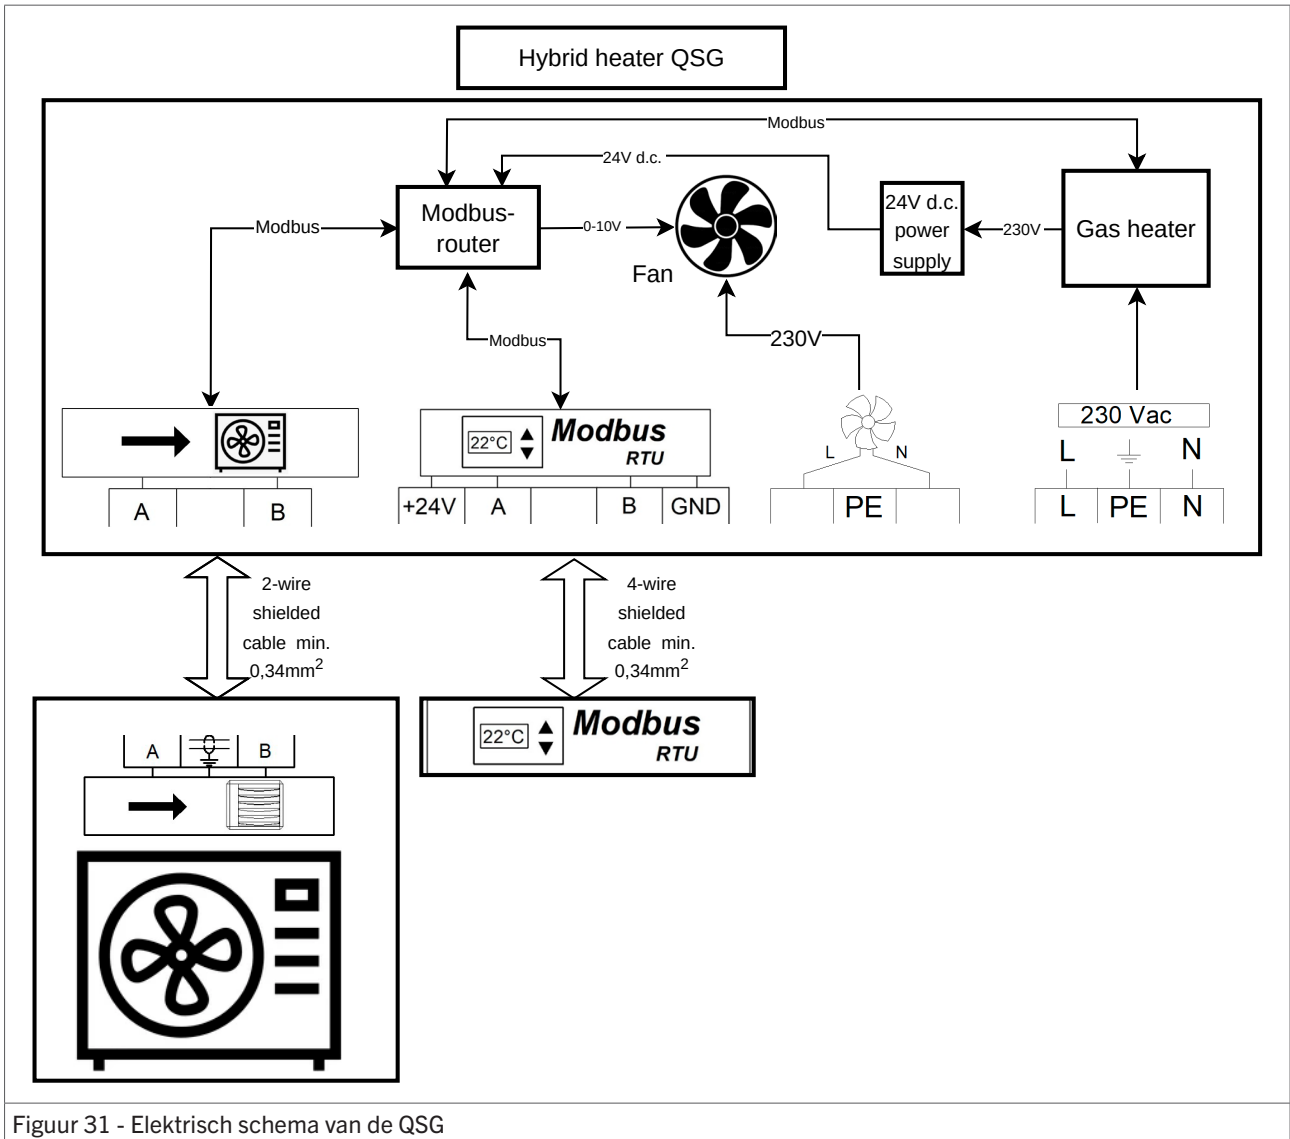 Hybrid heater QSG
Modbus
24V d.c.
Modbus-
router
Modbus
0-10V
Fan
24V d.c.
power
supply
230V
Gas heater
Modbus
230V
22°C
Modbus
RTU
L
N
230 Vac
L
N
A
B
+24V
A
B
GND
PE
L
PE
N
2-wire
shielded
cable min.
0,34mm²
4-wire
shielded
cable min.
0,34mm²
A
B
22°C
Modbus
RTU
Figuur 31 - Elektrisch schema van de QSG